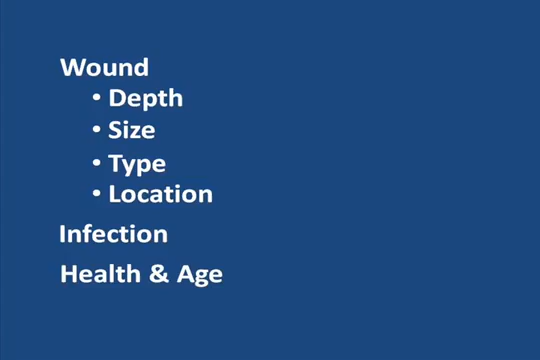 Wound
• Depth
• Size
• Type
• Location
Infection
Health & Age